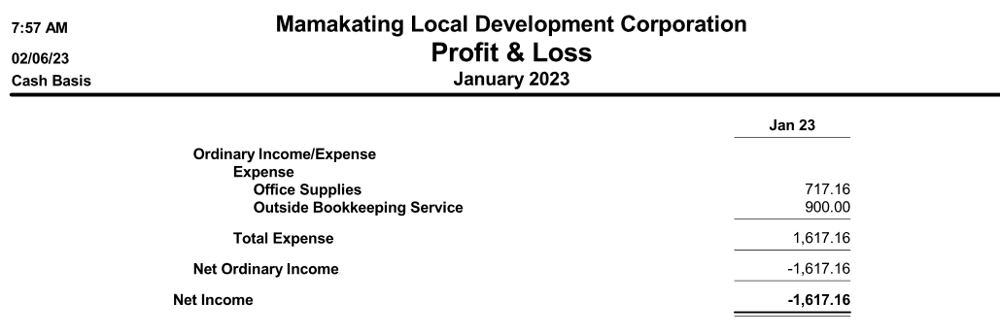 7:57 AM
Mamakating Local Development Corporation
02/06/23
Profit & Loss
Cash Basis
January 2023
Jan 23
Ordinary Income/Expense
Expense
Office Supplies 717.16
Outside Bookkeeping Service 900.00
Total Expense 1,617.16
Net Ordinary Income -1,617.16
Net Income -1,617.16